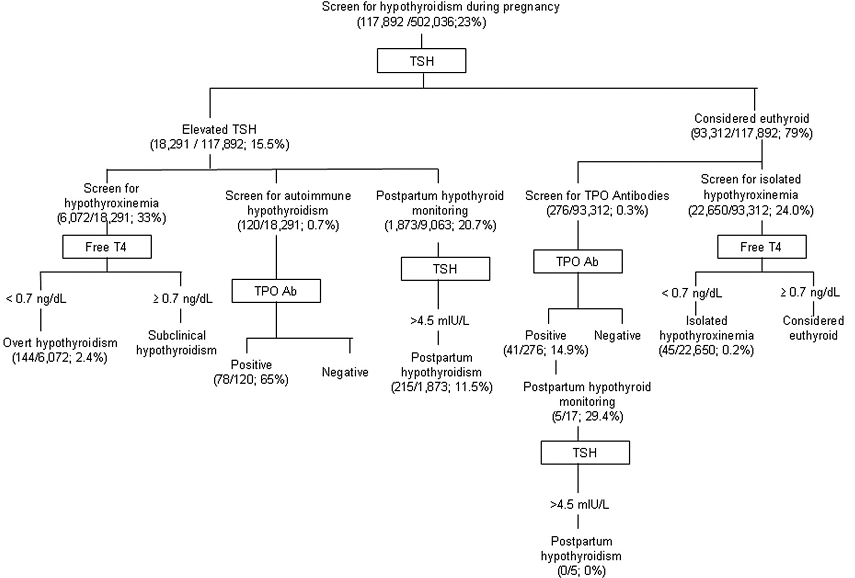 Screen for hypothyroidism during pregnancy
(117,892 /502,036;23%)
TSH
Elevated TSH
(18,291 / 117,892; 15.5%)
Considered euthyroid
(93,312/117,892; 79%)
Screen for
hypothyroxinemia
(6,072/18,291; 33%)
Free T4
< 0.7 ng/dL
≥ 0.7 ng/dL
Overt hypothyroidism
(144/6,072; 2.4%)
Subclinical
hypothyroidism
Screen for autoimmune
hypothyroidism
(120/18,291; 0.7%)
TPO Ab
Positive
(78/120; 65%)
Negative
Postpartum hypothyroid
monitoring
(1,873/9,063; 20.7%)
TSH
>4.5 mIU/L
Postpartum
hypothyroidism
(215/1,873; 11.5%)
Screen for TPO Antibodies
(276/93,312; 0.3%)
TPO Ab
Positive
(41/276; 14.9%)
Negative
Postpartum hypothyroid
monitoring
(5/17; 29.4%)
TSH
>4.5 mIU/L
Postpartum
hypothyroidism
(0/5; 0%)
Screen for isolated
hypothyroxinemia
(22,650/93,312; 24.0%)
Free T4
< 0.7 ng/dL
≥ 0.7 ng/dL
Isolated
hypothyroxinemia
(45/22,650; 0.2%)
Considered
euthyroid